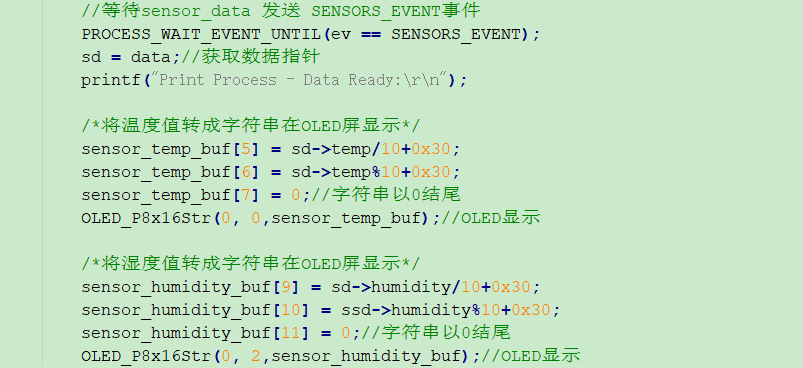 //等待sensor_data 发送 SENSORS_EVENT事件
PROCESS_WAIT_EVENT_UNTIL(ev == SENSORS_EVENT);
sd = data;//获取数据指针
printf("Print Process - Data Ready:\r\n");
/*将温度值转成字符串在OLED屏显示*/
sensor_temp_buf[5] = sd->temp/10+0x30;
sensor_temp_buf[6] = sd->temp%10+0x30;
sensor_temp_buf[7] = 0;//字符串以0结尾
OLED_P8x16Str(0, 0,sensor_temp_buf);//OLED显示
/*将湿度值转成字符串在OLED屏显示*/
sensor_humidity_buf[9] = sd->humidity/10+0x30;
sensor_humidity_buf[10] = ssd->humidity%10+0x30;
sensor_humidity_buf[11] = 0;//字符串以0结尾
OLED_P8x16Str(0, 2,sensor_humidity_buf);//OLED显示